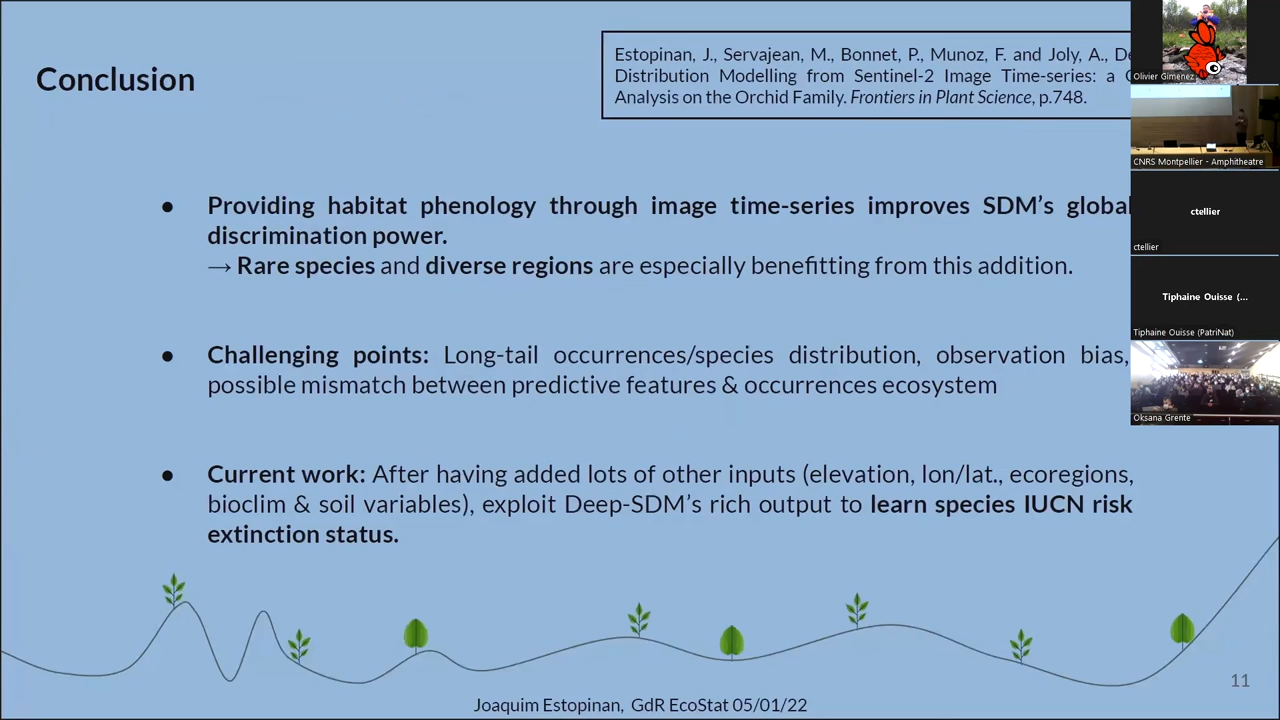 Conclusion
Estopinan, J., Servajean, M., Bonnet, P., Munoz, F. and Joly, A.,
Distribution Modelling from Sentinel-2 Image Time-series: a
Analysis on the Orchid Family. Frontiers in Plant Science, p.748.
● Providing habitat phenology through image time-series improves SDM's global
discrimination power.
→ Rare species and diverse regions are especially benefitting from this addition.
● Challenging points: Long-tail occurrences/species distribution, observation bias,
possible mismatch between predictive features & occurrences ecosystem
● Current work: After having added lots of other inputs (elevation, lon/lat., ecoregions,
bioclim & soil variables), exploit Deep-SDM's rich output to learn species IUCN risk
extinction status.
11
Joaquim Estopinan, GdR EcoStat 05/01/22
Olivier Gimenez
CNRS Montpellier - Amphitheatre
ctellier
ctellier
Tiphaine Ouisse (...
Tiphaine Ouisse (PatriNat)
Oksana Grente